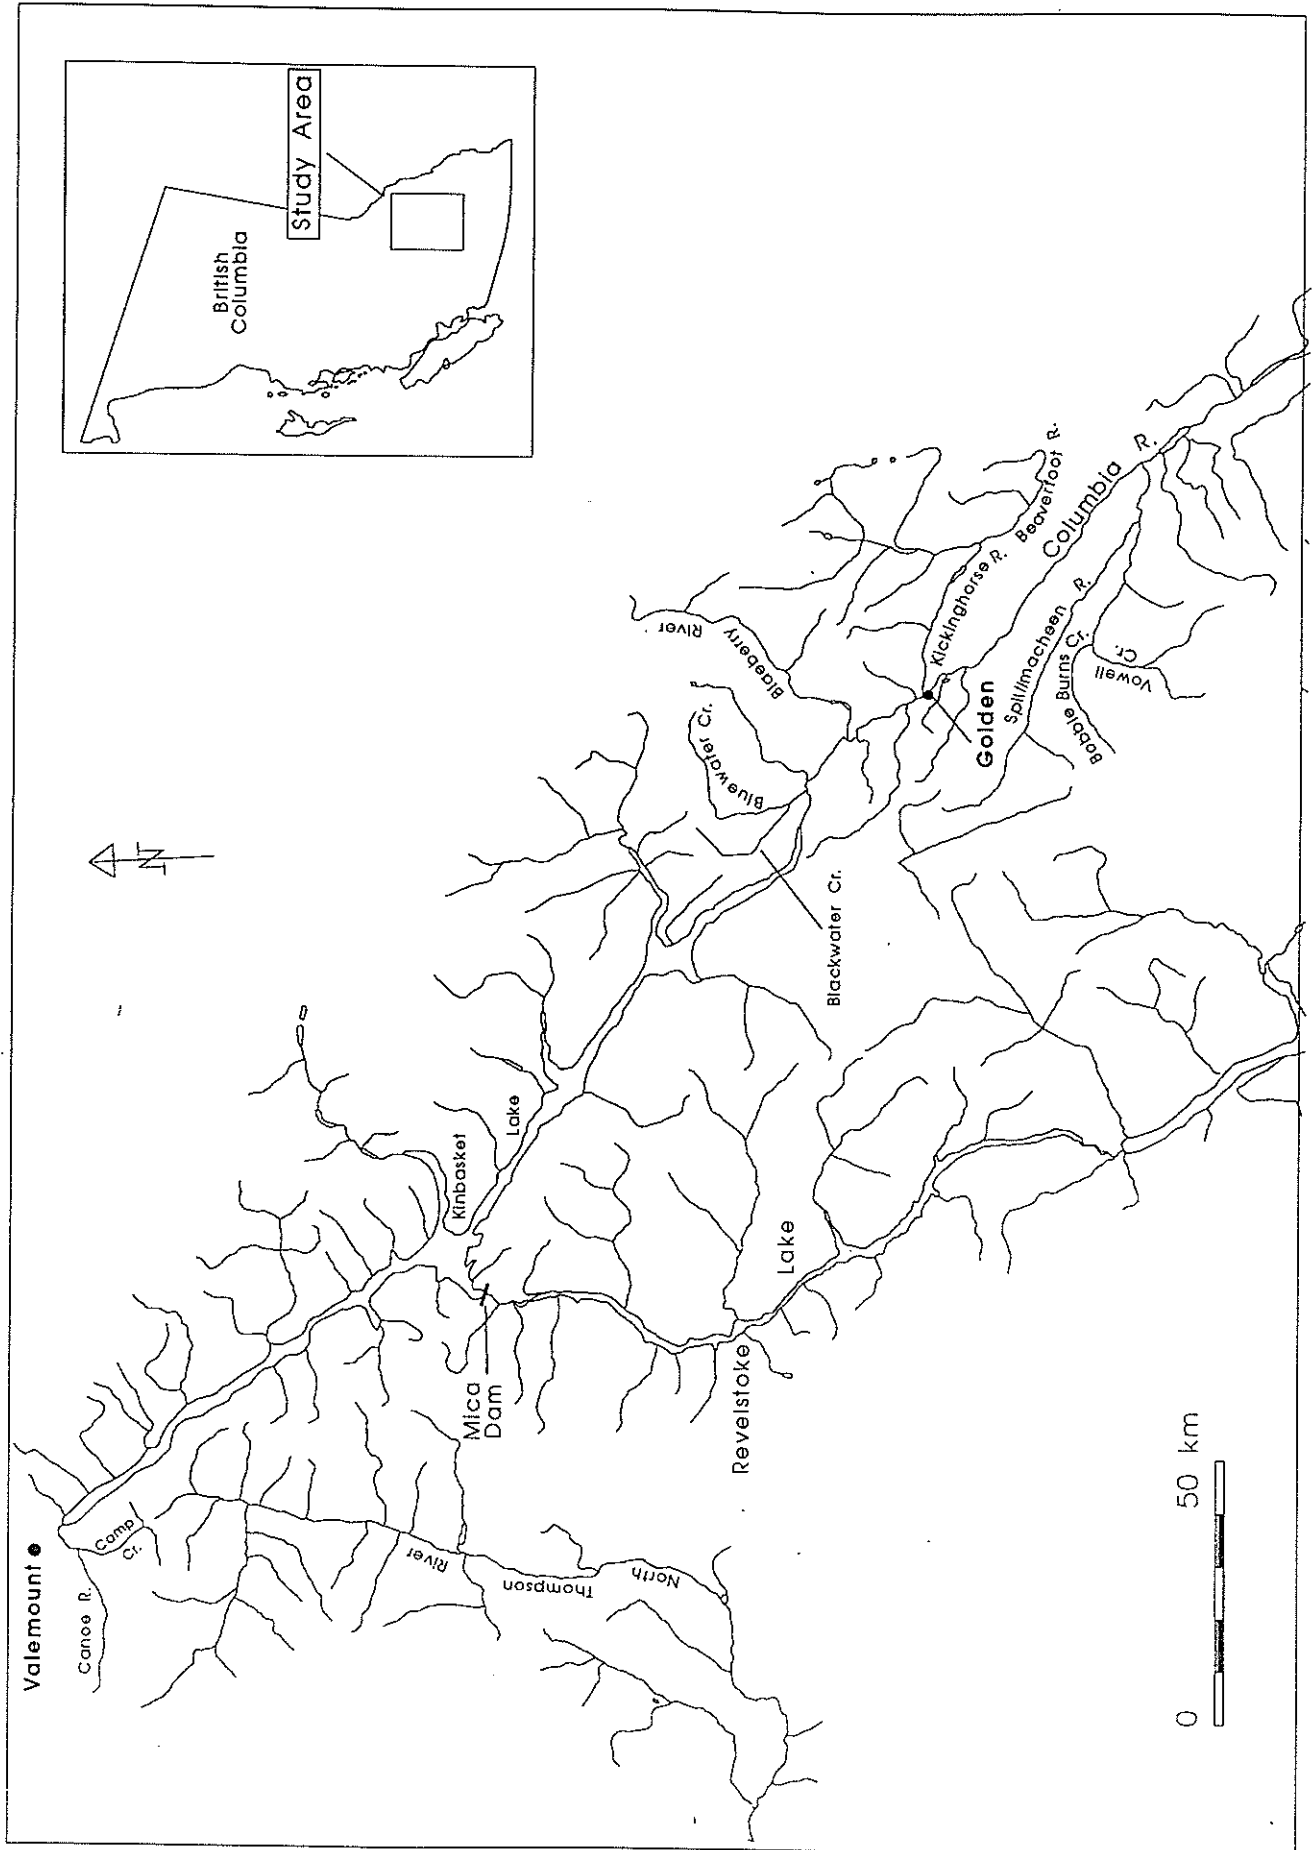 Study Area
British
Columbia
N
Valemount
Canoe R.
Camp
Cr.
River
Thompson
North
Kinbasket
Lake
Mica
Dam
Revelstoke
Lake
Bluewater Cr.
Blackwater Cr.
Blaeberry
River
Golden
Kickinghorse R.
Beaverfoot R.
Columbia R.
Spillimacheen R.
Bobbie Burns Cr.
Vowell
Cr.
0 50 km